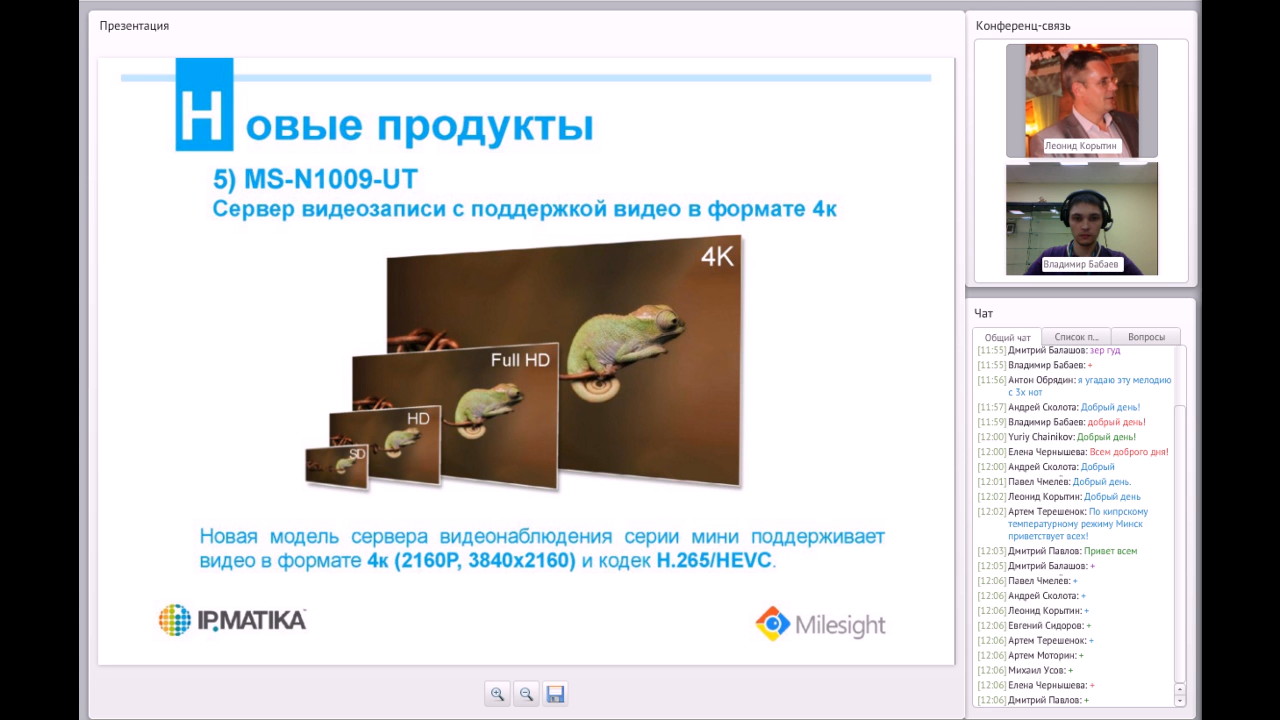 Презентация
Новые продукты
5) MS-N1009-UT
Сервер видеозаписи с поддержкой видео в формате 4к
4K
Full HD
HD
SD
Новая модель сервера видеонаблюдения серии мини поддерживает
видео в формате 4к (2160P, 3840x2160) и кодек H.265/HEVC.
IPMATIKA
Milesight
Конференц-связь
Леонид Корытин
Владимир Бабаев
Чат
Общий чат
Список п...
Вопросы
[11:55] Дмитрий Балашов: зер гуд
[11:55] Владимир Бабаев: +
[11:56] Антон Обрядин: я угадаю эту мелодию
с 3х нот
[11:57] Андрей Сколота: Добрый день!
[11:59] Владимир Бабаев: добрый день!
[12:00] Yuriy Chainikov: Добрый день!
[12:00] Елена Чернышева: Всем доброго дня!
[12:00] Андрей Сколота: Добрый
[12:01] Павел Чмелёв: Добрый день.
[12:02] Леонид Корытин: Добрый день
[12:02] Артем Терешенок: По кипрскому
температурному режиму Минск
приветствует всех!
[12:03] Дмитрий Павлов: Привет всем
[12:05] Дмитрий Балашов: +
[12:06] Павел Чмелёв: +
[12:06] Андрей Сколота: +
[12:06] Леонид Корытин: +
[12:06] Евгений Сидоров: +
[12:06] Артем Терешенок: +
[12:06] Артем Моторин: +
[12:06] Михаил Усов: +
[12:06] Елена Чернышева: +
[12:06] Дмитрий Павлов: +